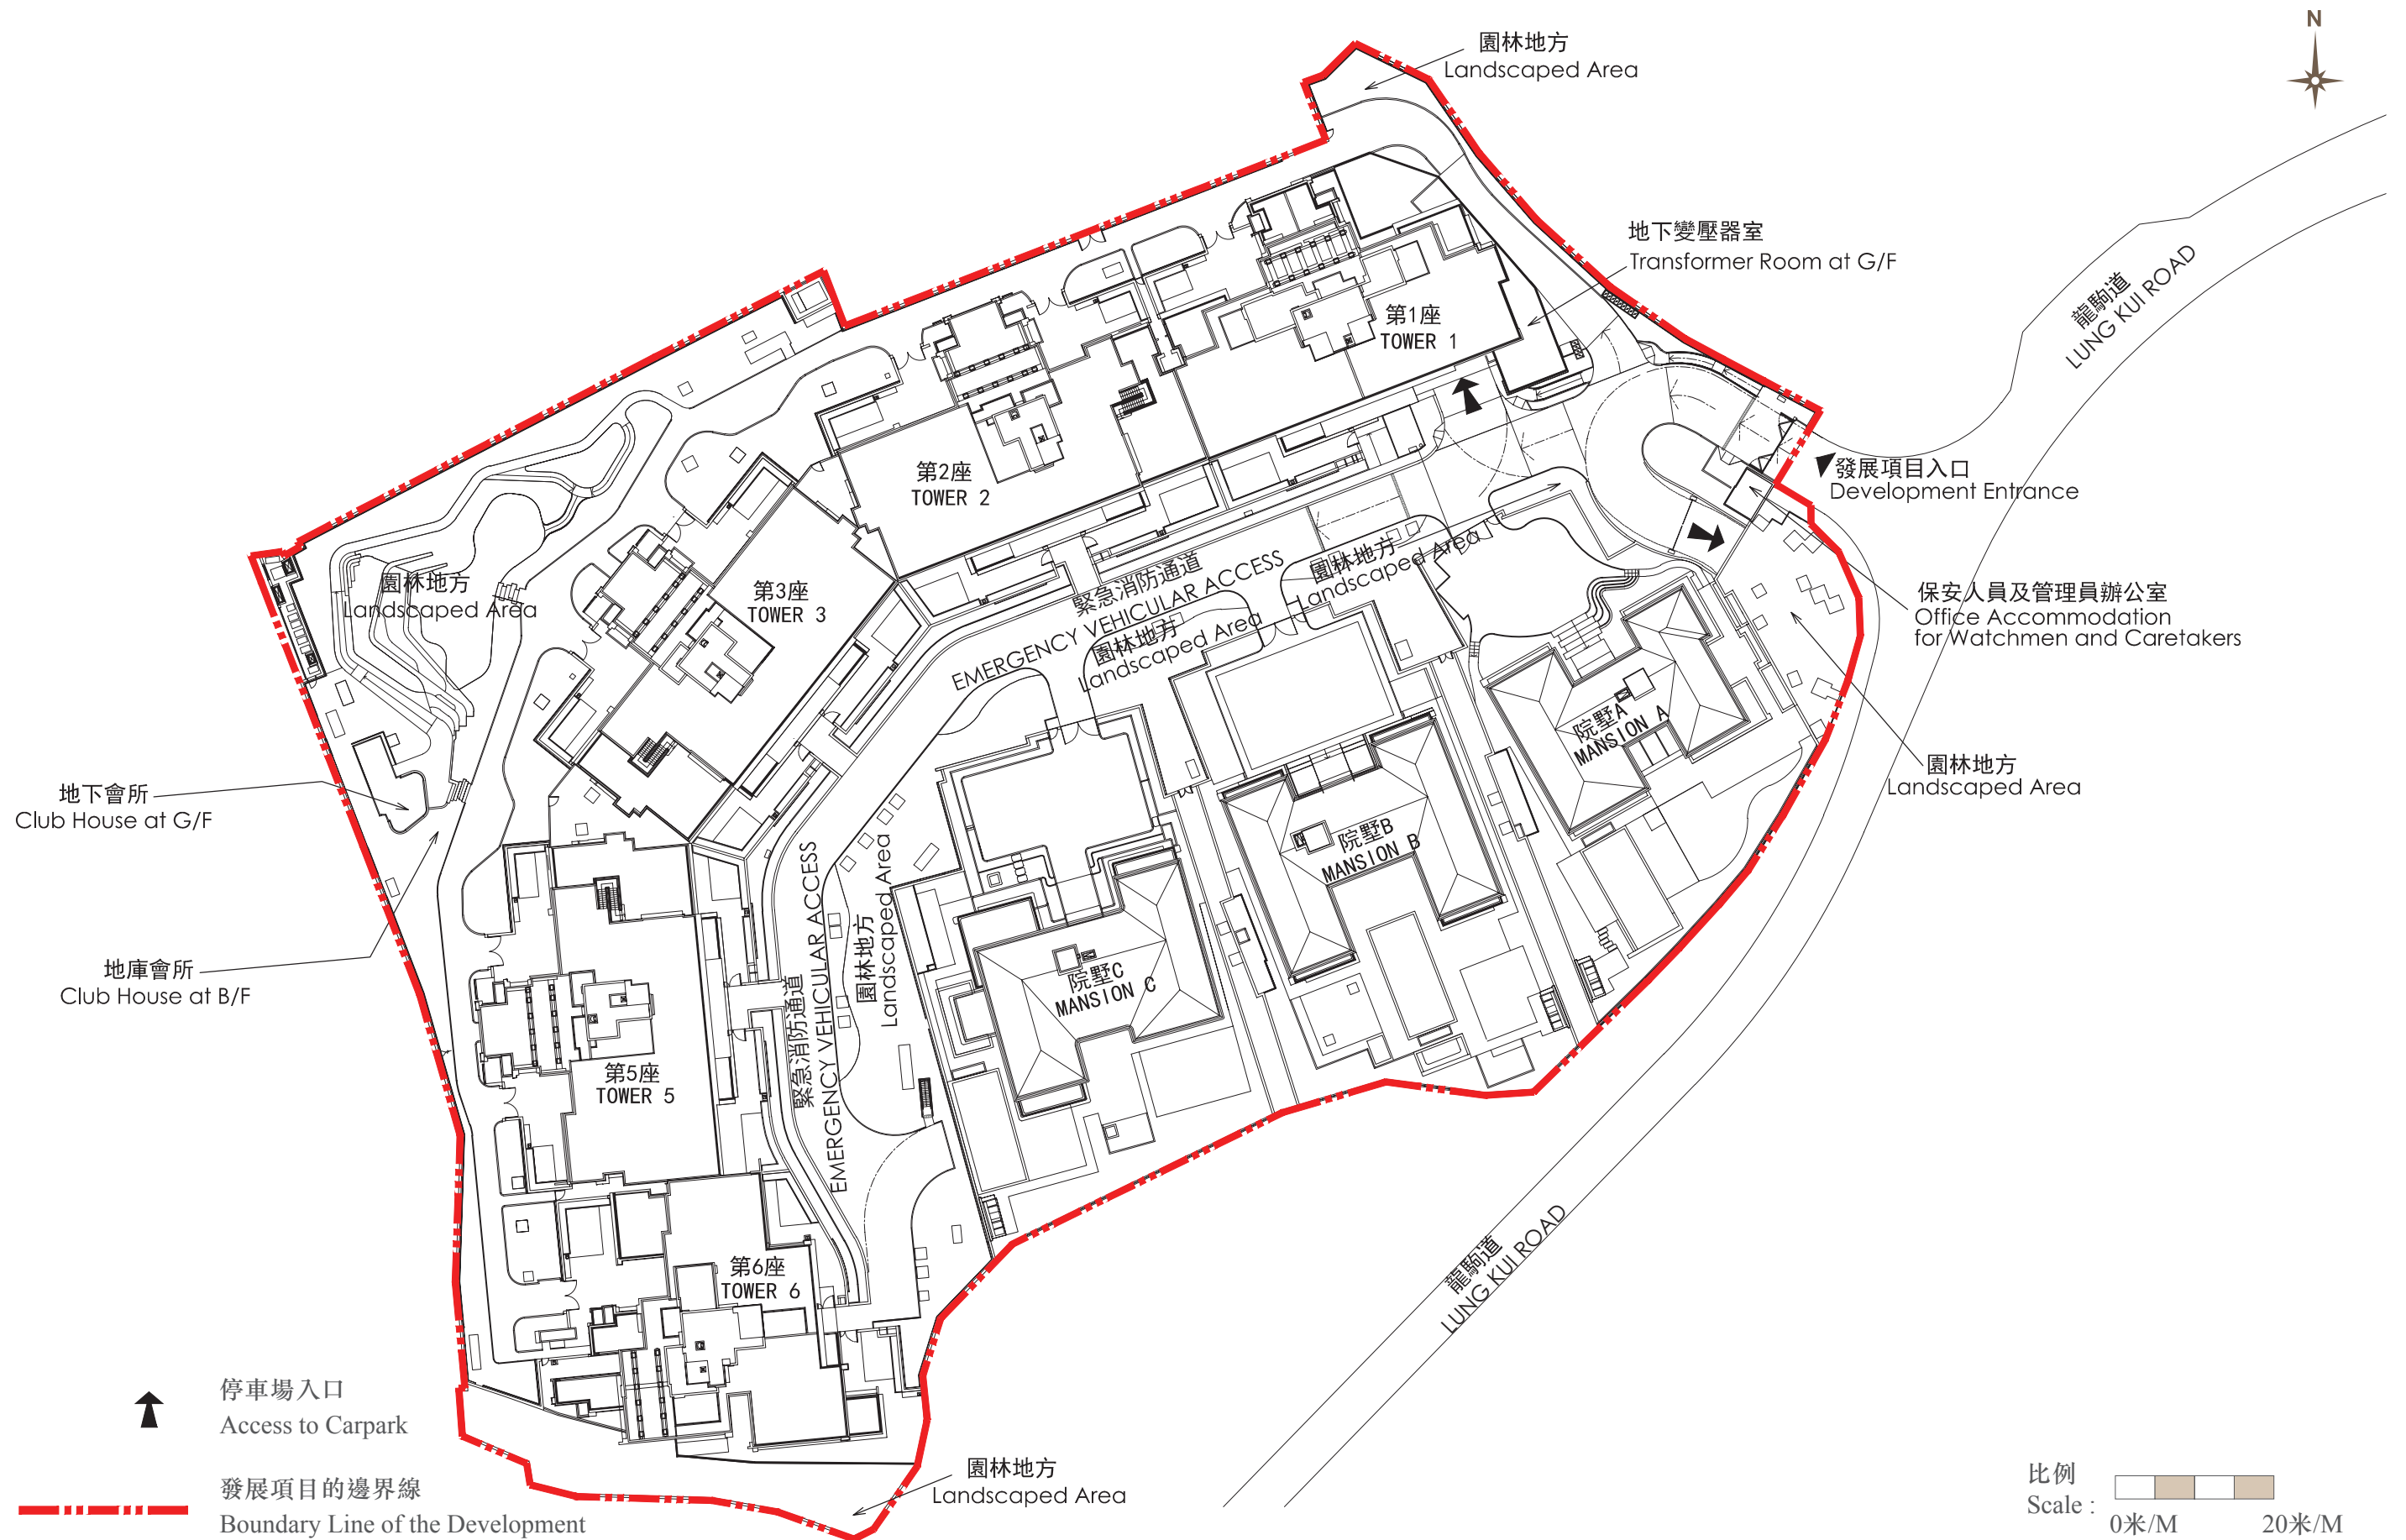 N
園林地方
Landscaped Area
地下變壓器室
Transformer Room at G/F
龍駒道
LUNG KUI ROAD
第1座
TOWER 1
第2座
TOWER 2
發展項目入口
Development Entrance
園林地方
Landscaped Area
第3座
TOWER 3
緊急消防通道
EMERGENCY VEHICULAR ACCESS
園林地方
Landscaped Area
園林地方
Landscaped Area
保安人員及管理員辦公室
Office Accommodation
for Watchmen and Caretakers
院墅A
MANSION A
園林地方
Landscaped Area
地下會所
Club House at G/F
院墅B
MANSION B
緊急消防通道
EMERGENCY VEHICULAR ACCESS
園林地方
Landscaped Area
地庫會所
Club House at B/F
院墅C
MANSION C
第5座
TOWER 5
第6座
TOWER 6
龍駒道
LUNG KUI ROAD
停車場入口
Access to Carpark
園林地方
Landscaped Area
發展項目的邊界線
Boundary Line of the Development
比例
Scale :
0米/M 20米/M